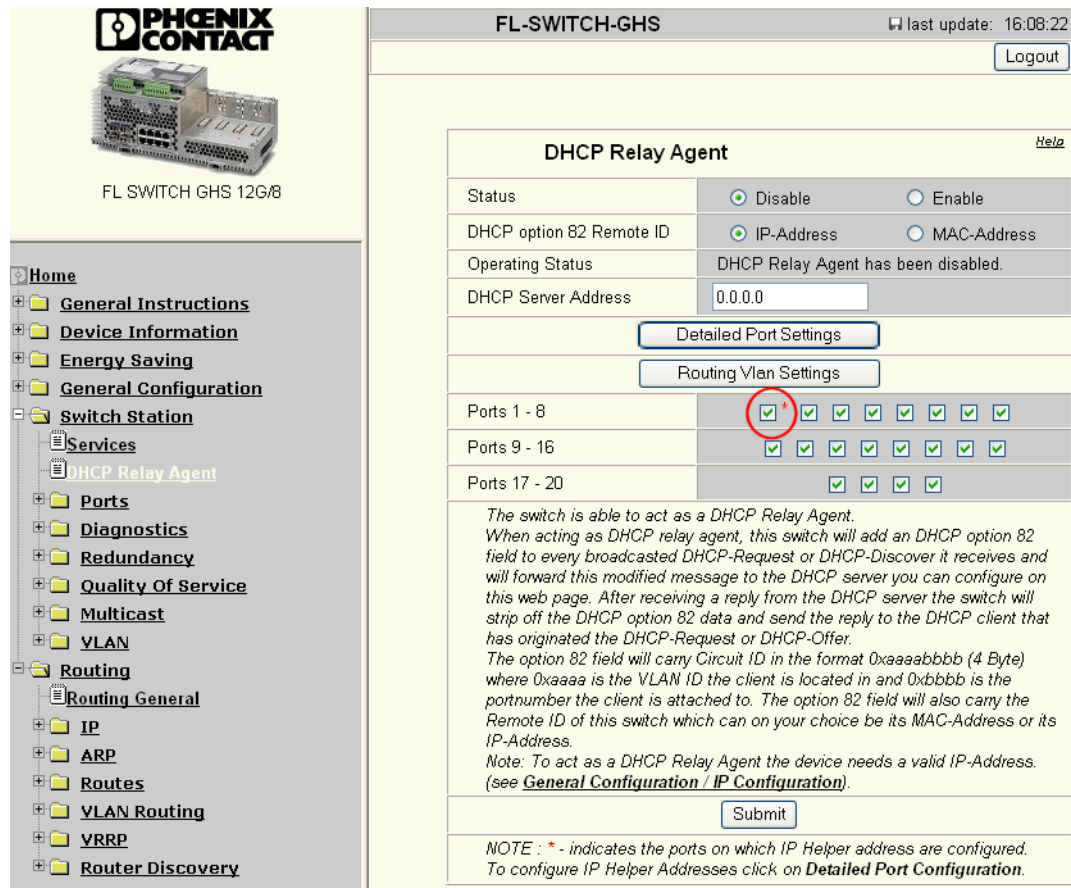 PHŒNIX
CONTACT
FL SWITCH GHS 12G/8
Home
General Instructions
Device Information
Energy Saving
General Configuration
Switch Station
Services
DHCP Relay Agent
Ports
Diagnostics
Redundancy
Quality Of Service
Multicast
VLAN
Routing
Routing General
IP
ARP
Routes
VLAN Routing
VRRP
Router Discovery
FL-SWITCH-GHS last update: 16:08:22
Logout
DHCP Relay Agent Help
Status Disable Enable
DHCP option 82 Remote ID IP-Address MAC-Address
Operating Status DHCP Relay Agent has been disabled.
DHCP Server Address 0.0.0.0
Detailed Port Settings
Routing Vlan Settings
Ports 1 - 8 *
Ports 9 - 16
Ports 17 - 20
The switch is able to act as a DHCP Relay Agent.
When acting as DHCP relay agent, this switch will add an DHCP option 82
field to every broadcasted DHCP-Request or DHCP-Discover it receives and
will forward this modified message to the DHCP server you can configure on
this web page. After receiving a reply from the DHCP server the switch will
strip off the DHCP option 82 data and send the reply to the DHCP client that
has originated the DHCP-Request or DHCP-Offer.
The option 82 field will carry Circuit ID in the format 0xaaaabbbb (4 Byte)
where 0xaaaa is the VLAN ID the client is located in and 0xbbbb is the
portnumber the client is attached to. The option 82 field will also carry the
Remote ID of this switch which can on your choice be its MAC-Address or its
IP-Address.
Note: To act as a DHCP Relay Agent the device needs a valid IP-Address.
(see General Configuration / IP Configuration).
Submit
NOTE : * - indicates the ports on which IP Helper address are configured.
To configure IP Helper Addresses click on Detailed Port Configuration.